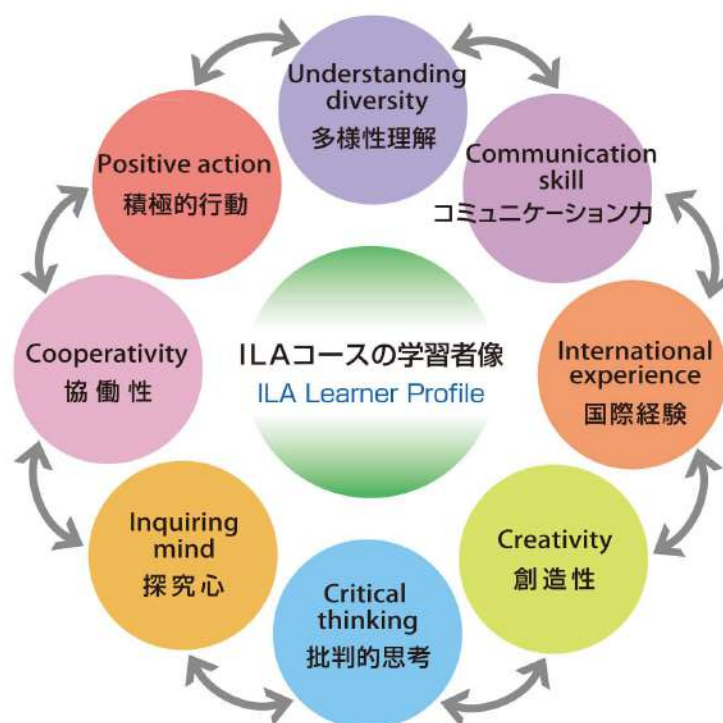 Understanding
diversity
多様性理解
Communication
skill
コミュニケーション力
International
experience
国際経験
Creativity
創造性
Critical
thinking
批判的思考
Inquiring
mind
探究心
Cooperativity
協働性
Positive action
積極的行動
ILAコースの学習者像
ILA Learner Profile